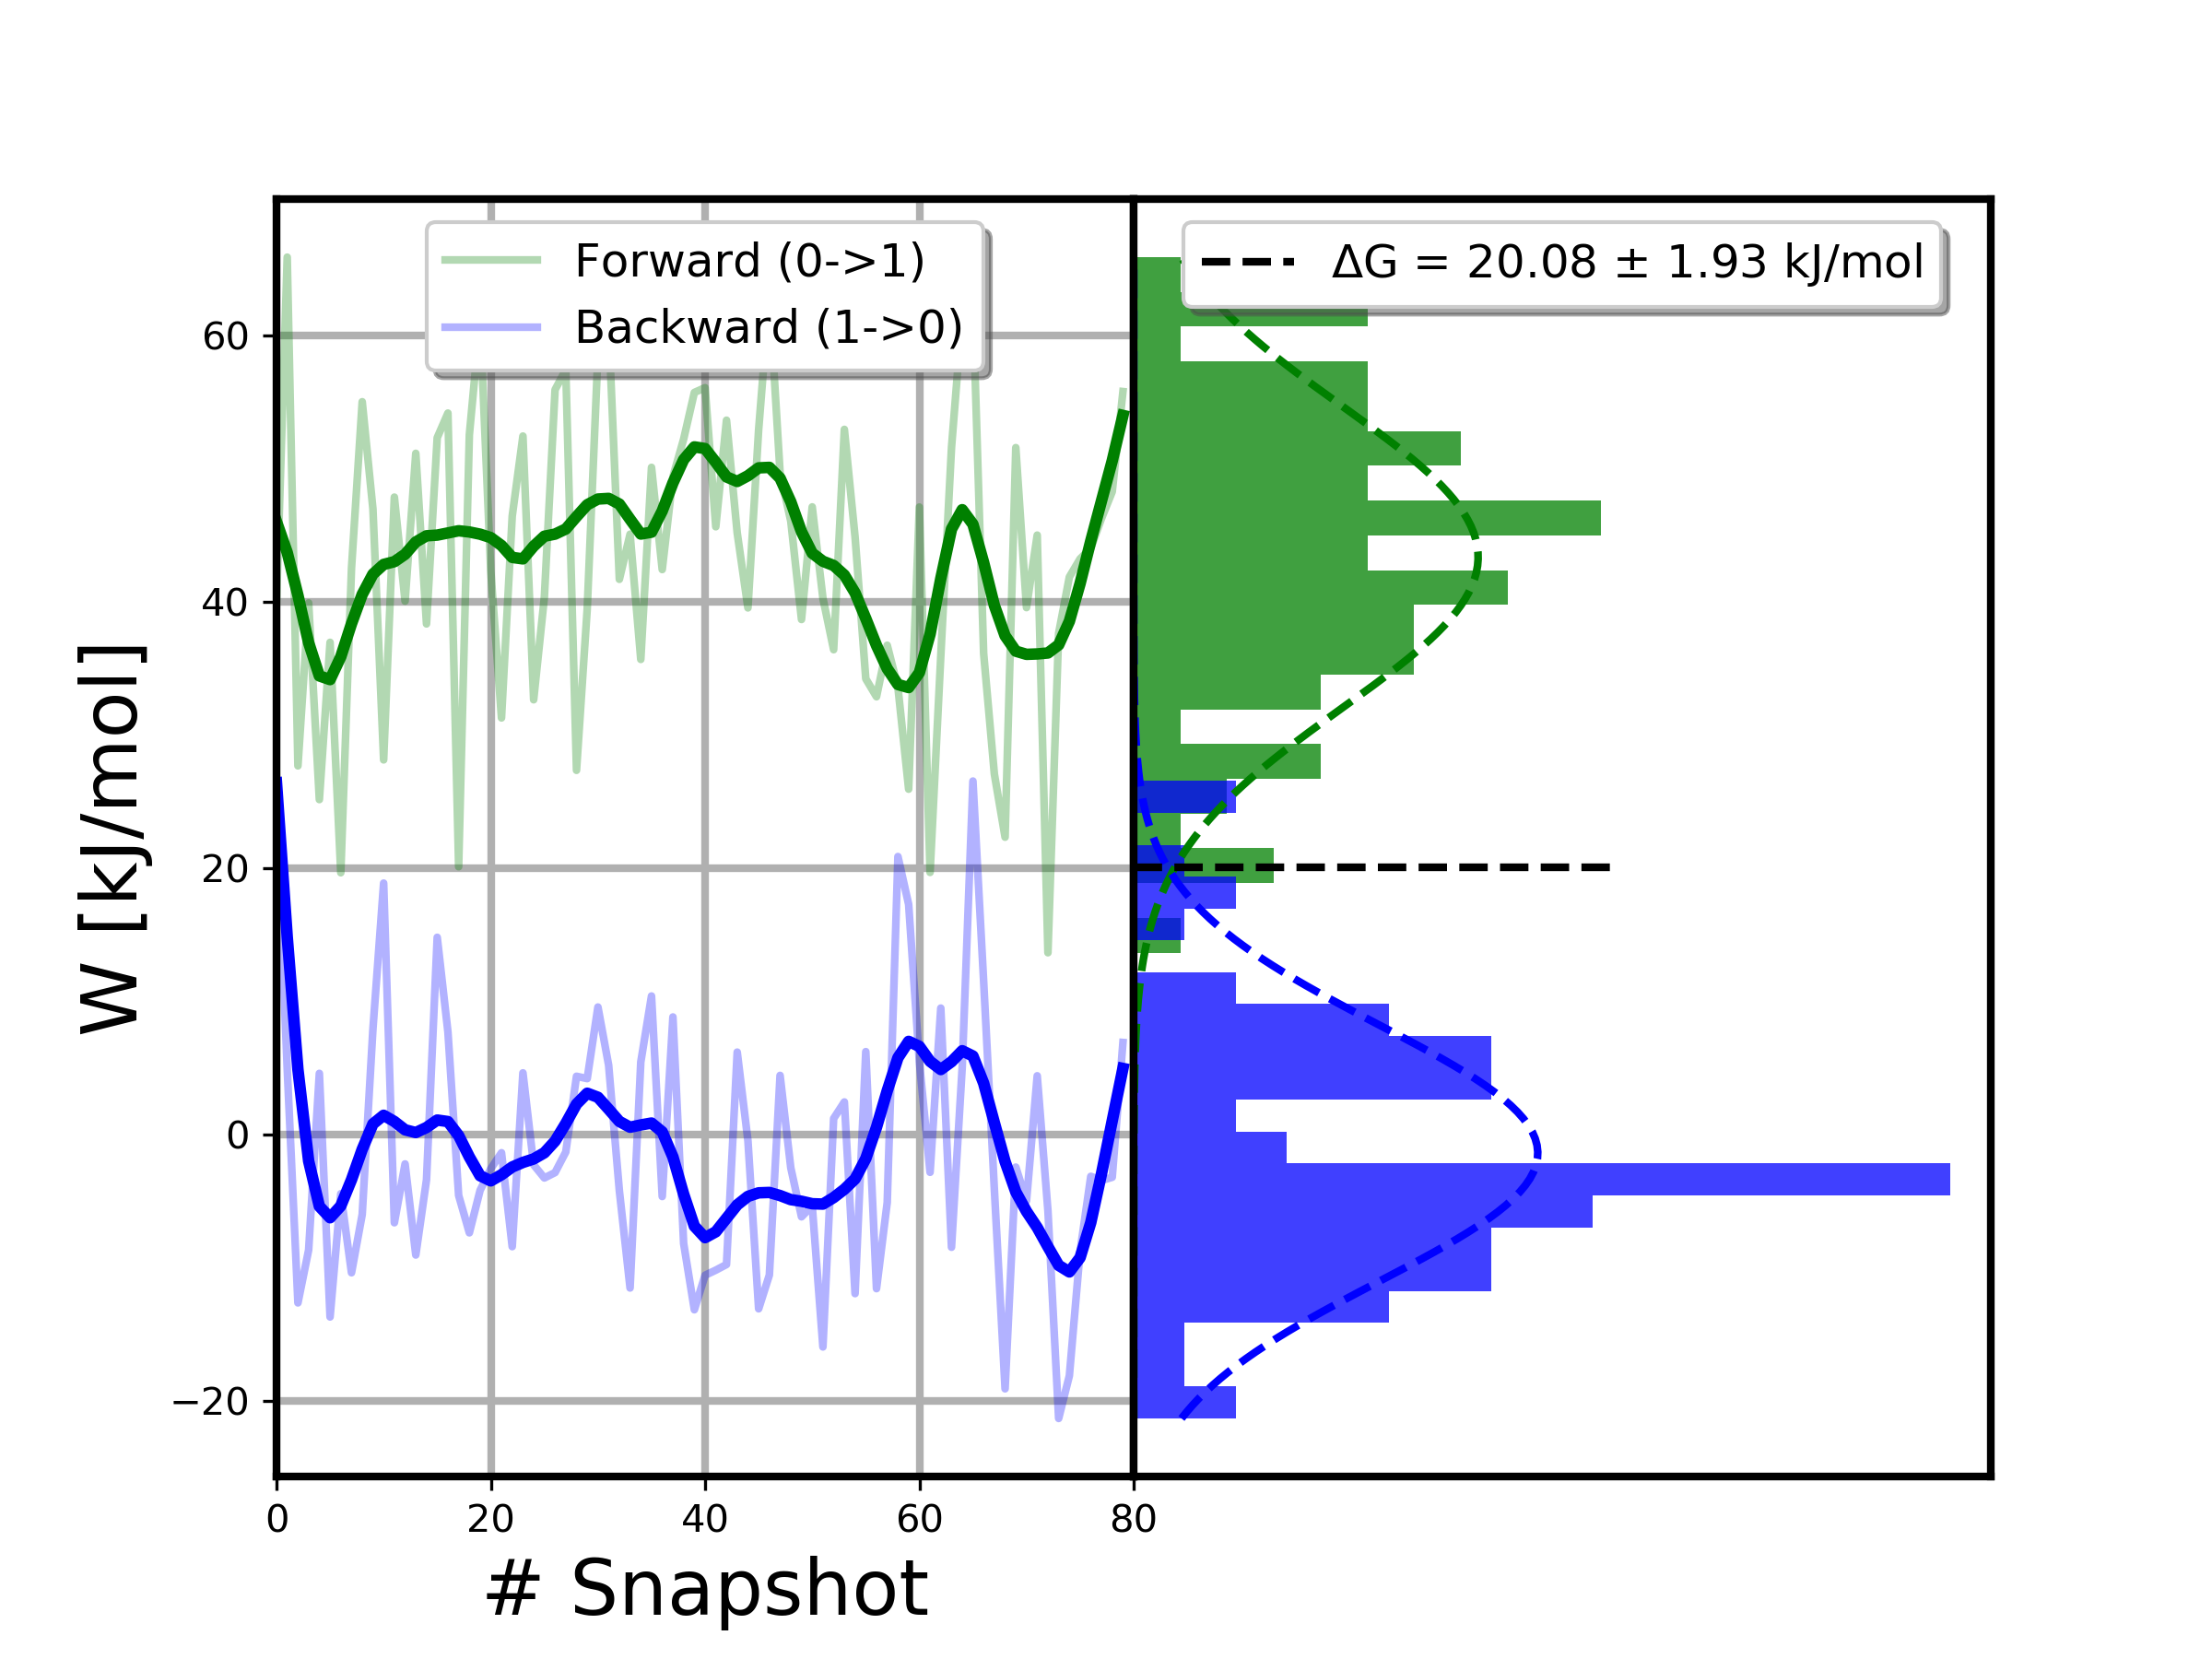 Forward (0->1)
Backward (1->0)
ΔG = 20.08 ± 1.93 kJ/mol
W [kJ/mol]
60
40
20
0
−20
0 20 40 60 80
# Snapshot